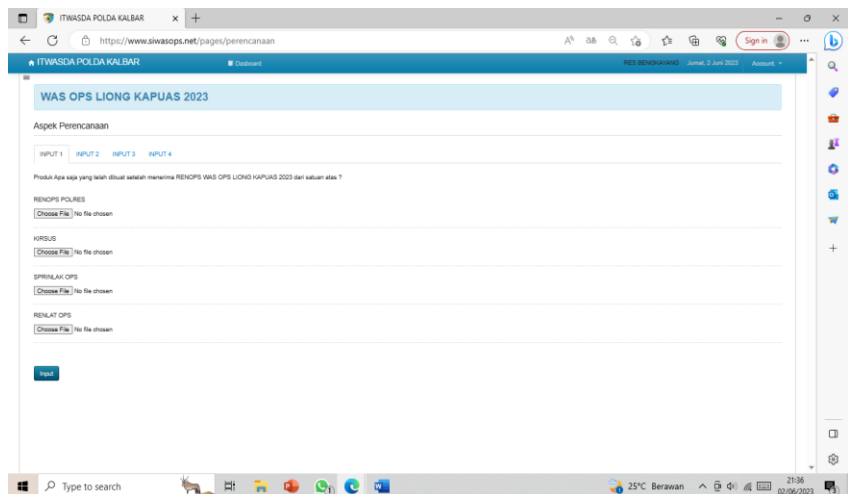 ITWASDA POLDA KALBAR
https://www.siwasops.net/pages/perencanaan
Sign in
ITWASDA POLDA KALBAR
Dasboard
RES BENGKAYANG
Jumat, 2 Juni 2023
Account
WAS OPS LIONG KAPUAS 2023
Aspek Perencanaan
INPUT 1 INPUT 2 INPUT 3 INPUT 4
Produk Apa saja yang telah dibuat setelah menerima RENOPS WAS OPS LIONG KAPUAS 2023 dari satuan atas ?
RENOPS POLRES
Choose File No file chosen
KIRSUS
Choose File No file chosen
SPRINLAK OPS
Choose File No file chosen
RENLAT OPS
Choose File No file chosen
Input
Type to search
25°C Berawan
21:36
02/06/2023